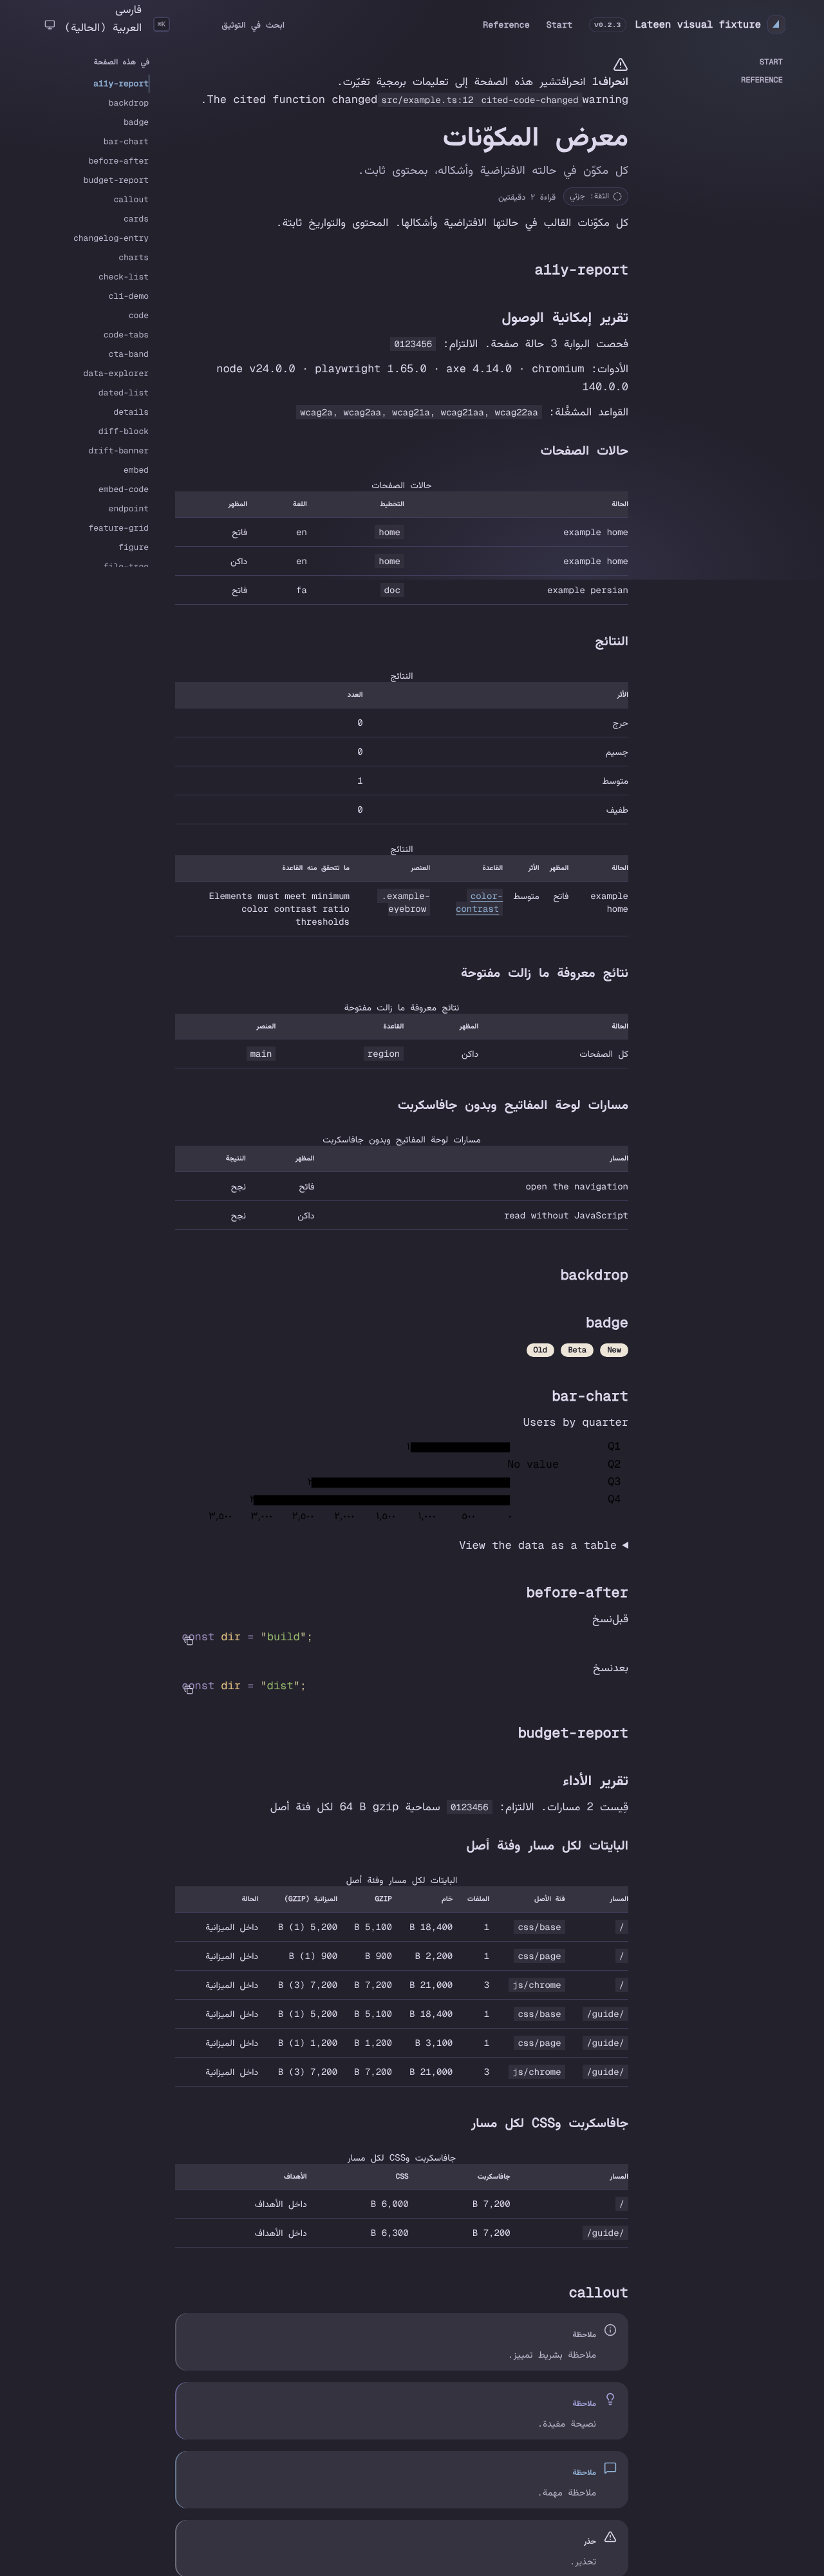 Lateen visual fixture
v0.2.3
Start
Reference
ابحث في التوثيق
⌘K
فارسی
العربية (الحالية)
START
REFERENCE
في هذه الصفحة
a11y-report
backdrop
badge
bar-chart
before-after
budget-report
callout
cards
changelog-entry
charts
check-list
cli-demo
code
code-tabs
cta-band
data-explorer
dated-list
details
diff-block
drift-banner
embed
embed-code
endpoint
feature-grid
figure
file-tree
انحراف1 انحرافتشير هذه الصفحة إلى تعليمات برمجية تغيّرت.
warning cited-code-changed src/example.ts:12 The cited function changed.
معرض المكوّنات
كل مكوّن في حالته الافتراضية وأشكاله، بمحتوى ثابت.
الثقة: جزئي
قراءة ٢ دقيقتين
كل مكوّنات القالب في حالتها الافتراضية وأشكالها. المحتوى والتواريخ ثابتة.
a11y-report
تقرير إمكانية الوصول
فحصت البوابة 3 حالة صفحة. الالتزام: 0123456
الأدوات: node v24.0.0 · playwright 1.65.0 · axe 4.14.0 · chromium
140.0.0
القواعد المشغَّلة: wcag2a, wcag2aa, wcag21a, wcag21aa, wcag22aa
حالات الصفحات
حالات الصفحات
الحالة التخطيط اللغة المظهر
example home home en فاتح
example home home en داكن
example persian doc fa فاتح
النتائج
النتائج
الأثر العدد
حرج 0
جسيم 0
متوسط 1
طفيف 0
النتائج
الحالة المظهر الأثر القاعدة العنصر ما تتحقق منه القاعدة
example home فاتح متوسط color-contrast .example-eyebrow Elements must meet minimum color contrast ratio thresholds
نتائج معروفة ما زالت مفتوحة
نتائج معروفة ما زالت مفتوحة
الحالة المظهر القاعدة العنصر
كل الصفحات داكن region main
مسارات لوحة المفاتيح وبدون جافاسكربت
مسارات لوحة المفاتيح وبدون جافاسكربت
المسار المظهر النتيجة
open the navigation فاتح نجح
read without JavaScript داكن نجح
backdrop
badge
New Beta Old
bar-chart
Users by quarter
Q1
Q2 No value
Q3
Q4
٠ ٥٠٠ ١٬٠٠٠ ١٬٥٠٠ ٢٬٠٠٠ ٢٬٥٠٠ ٣٬٠٠٠ ٣٬٥٠٠
View the data as a table
before-after
قبلنسخ
const dir = "build";
بعدنسخ
const dir = "dist";
budget-report
تقرير الأداء
قِيست 2 مسارات. الالتزام: 0123456 سماحية 64 B gzip لكل فئة أصل
البايتات لكل مسار وفئة أصل
البايتات لكل مسار وفئة أصل
المسار فئة الأصل الملفات خام GZIP الميزانية (GZIP) الحالة
/ css/base 1 18,400 B 5,100 B 5,200 B (1) داخل الميزانية
/ css/page 1 2,200 B 900 B 900 B (1) داخل الميزانية
/ js/chrome 3 21,000 B 7,200 B 7,200 B (3) داخل الميزانية
/guide/ css/base 1 18,400 B 5,100 B 5,200 B (1) داخل الميزانية
/guide/ css/page 1 3,100 B 1,200 B 1,200 B (1) داخل الميزانية
/guide/ js/chrome 3 21,000 B 7,200 B 7,200 B (3) داخل الميزانية
جافاسكربت وCSS لكل مسار
جافاسكربت وCSS لكل مسار
المسار جافاسكربت CSS الأهداف
/ 7,200 B 6,000 B داخل الأهداف
/guide/ 7,200 B 6,300 B داخل الأهداف
callout
ملاحظة
ملاحظة بشريط تمييز.
ملاحظة
نصيحة مفيدة.
ملاحظة
ملاحظة مهمة.
حذر
تحذير.